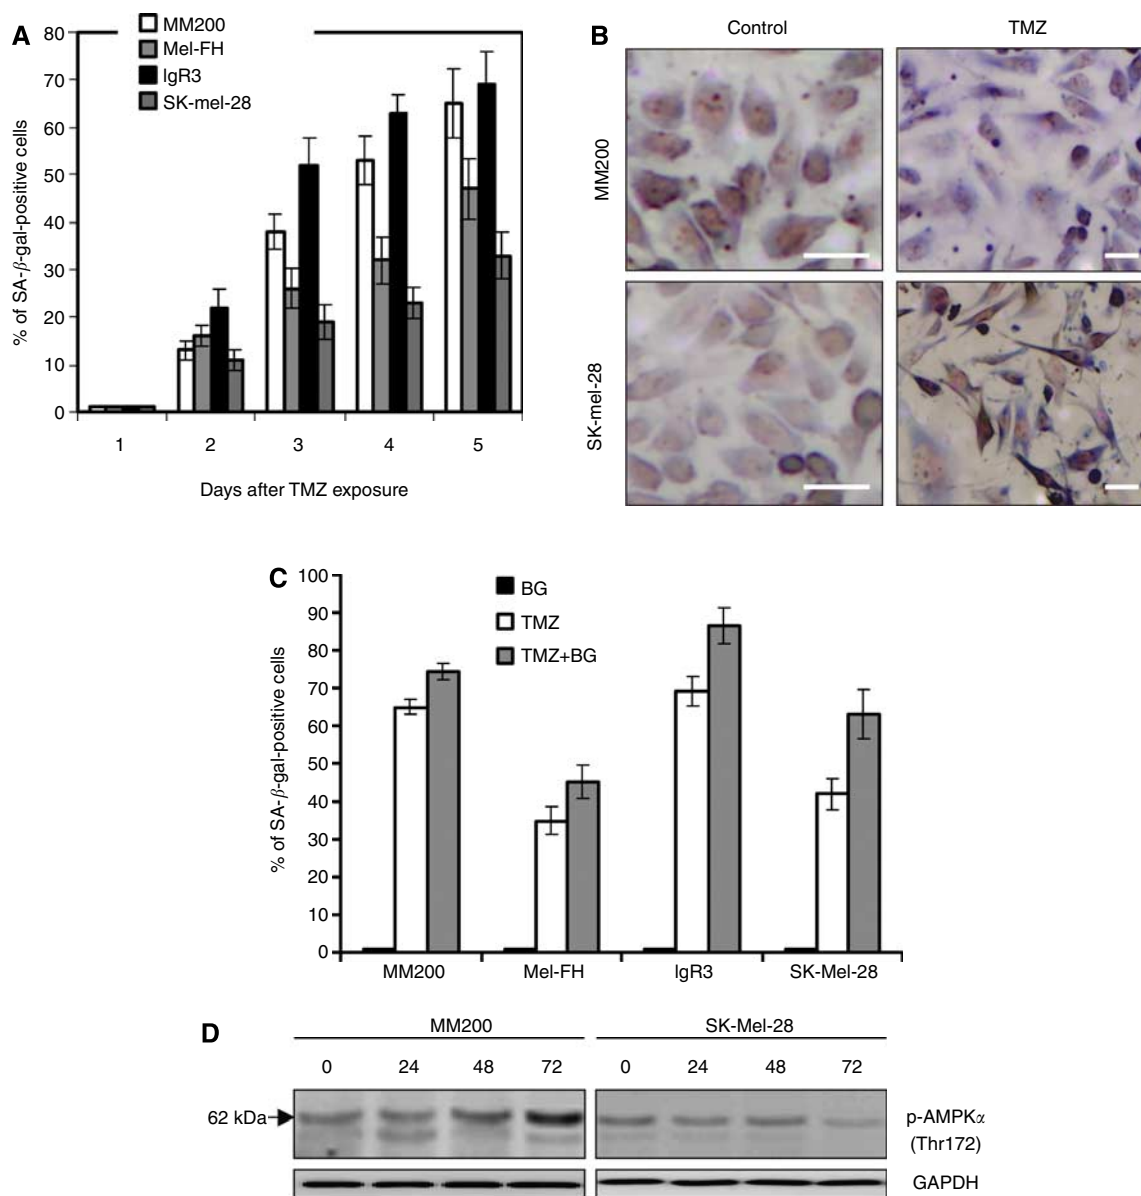 A
MM200
Mel-FH
IgR3
SK-mel-28
% of SA-β-gal-positive cells
80
70
60
50
40
30
20
10
0
1 2 3 4 5
Days after TMZ exposure
B
Control TMZ
MM200
SK-mel-28
C
BG
TMZ
TMZ+BG
% of SA-β-gal-positive cells
100
90
80
70
60
50
40
30
20
10
0
MM200 Mel-FH IgR3 SK-Mel-28
D
MM200 SK-Mel-28
0 24 48 72 0 24 48 72
62 kDa
p-AMPKα
(Thr172)
GAPDH